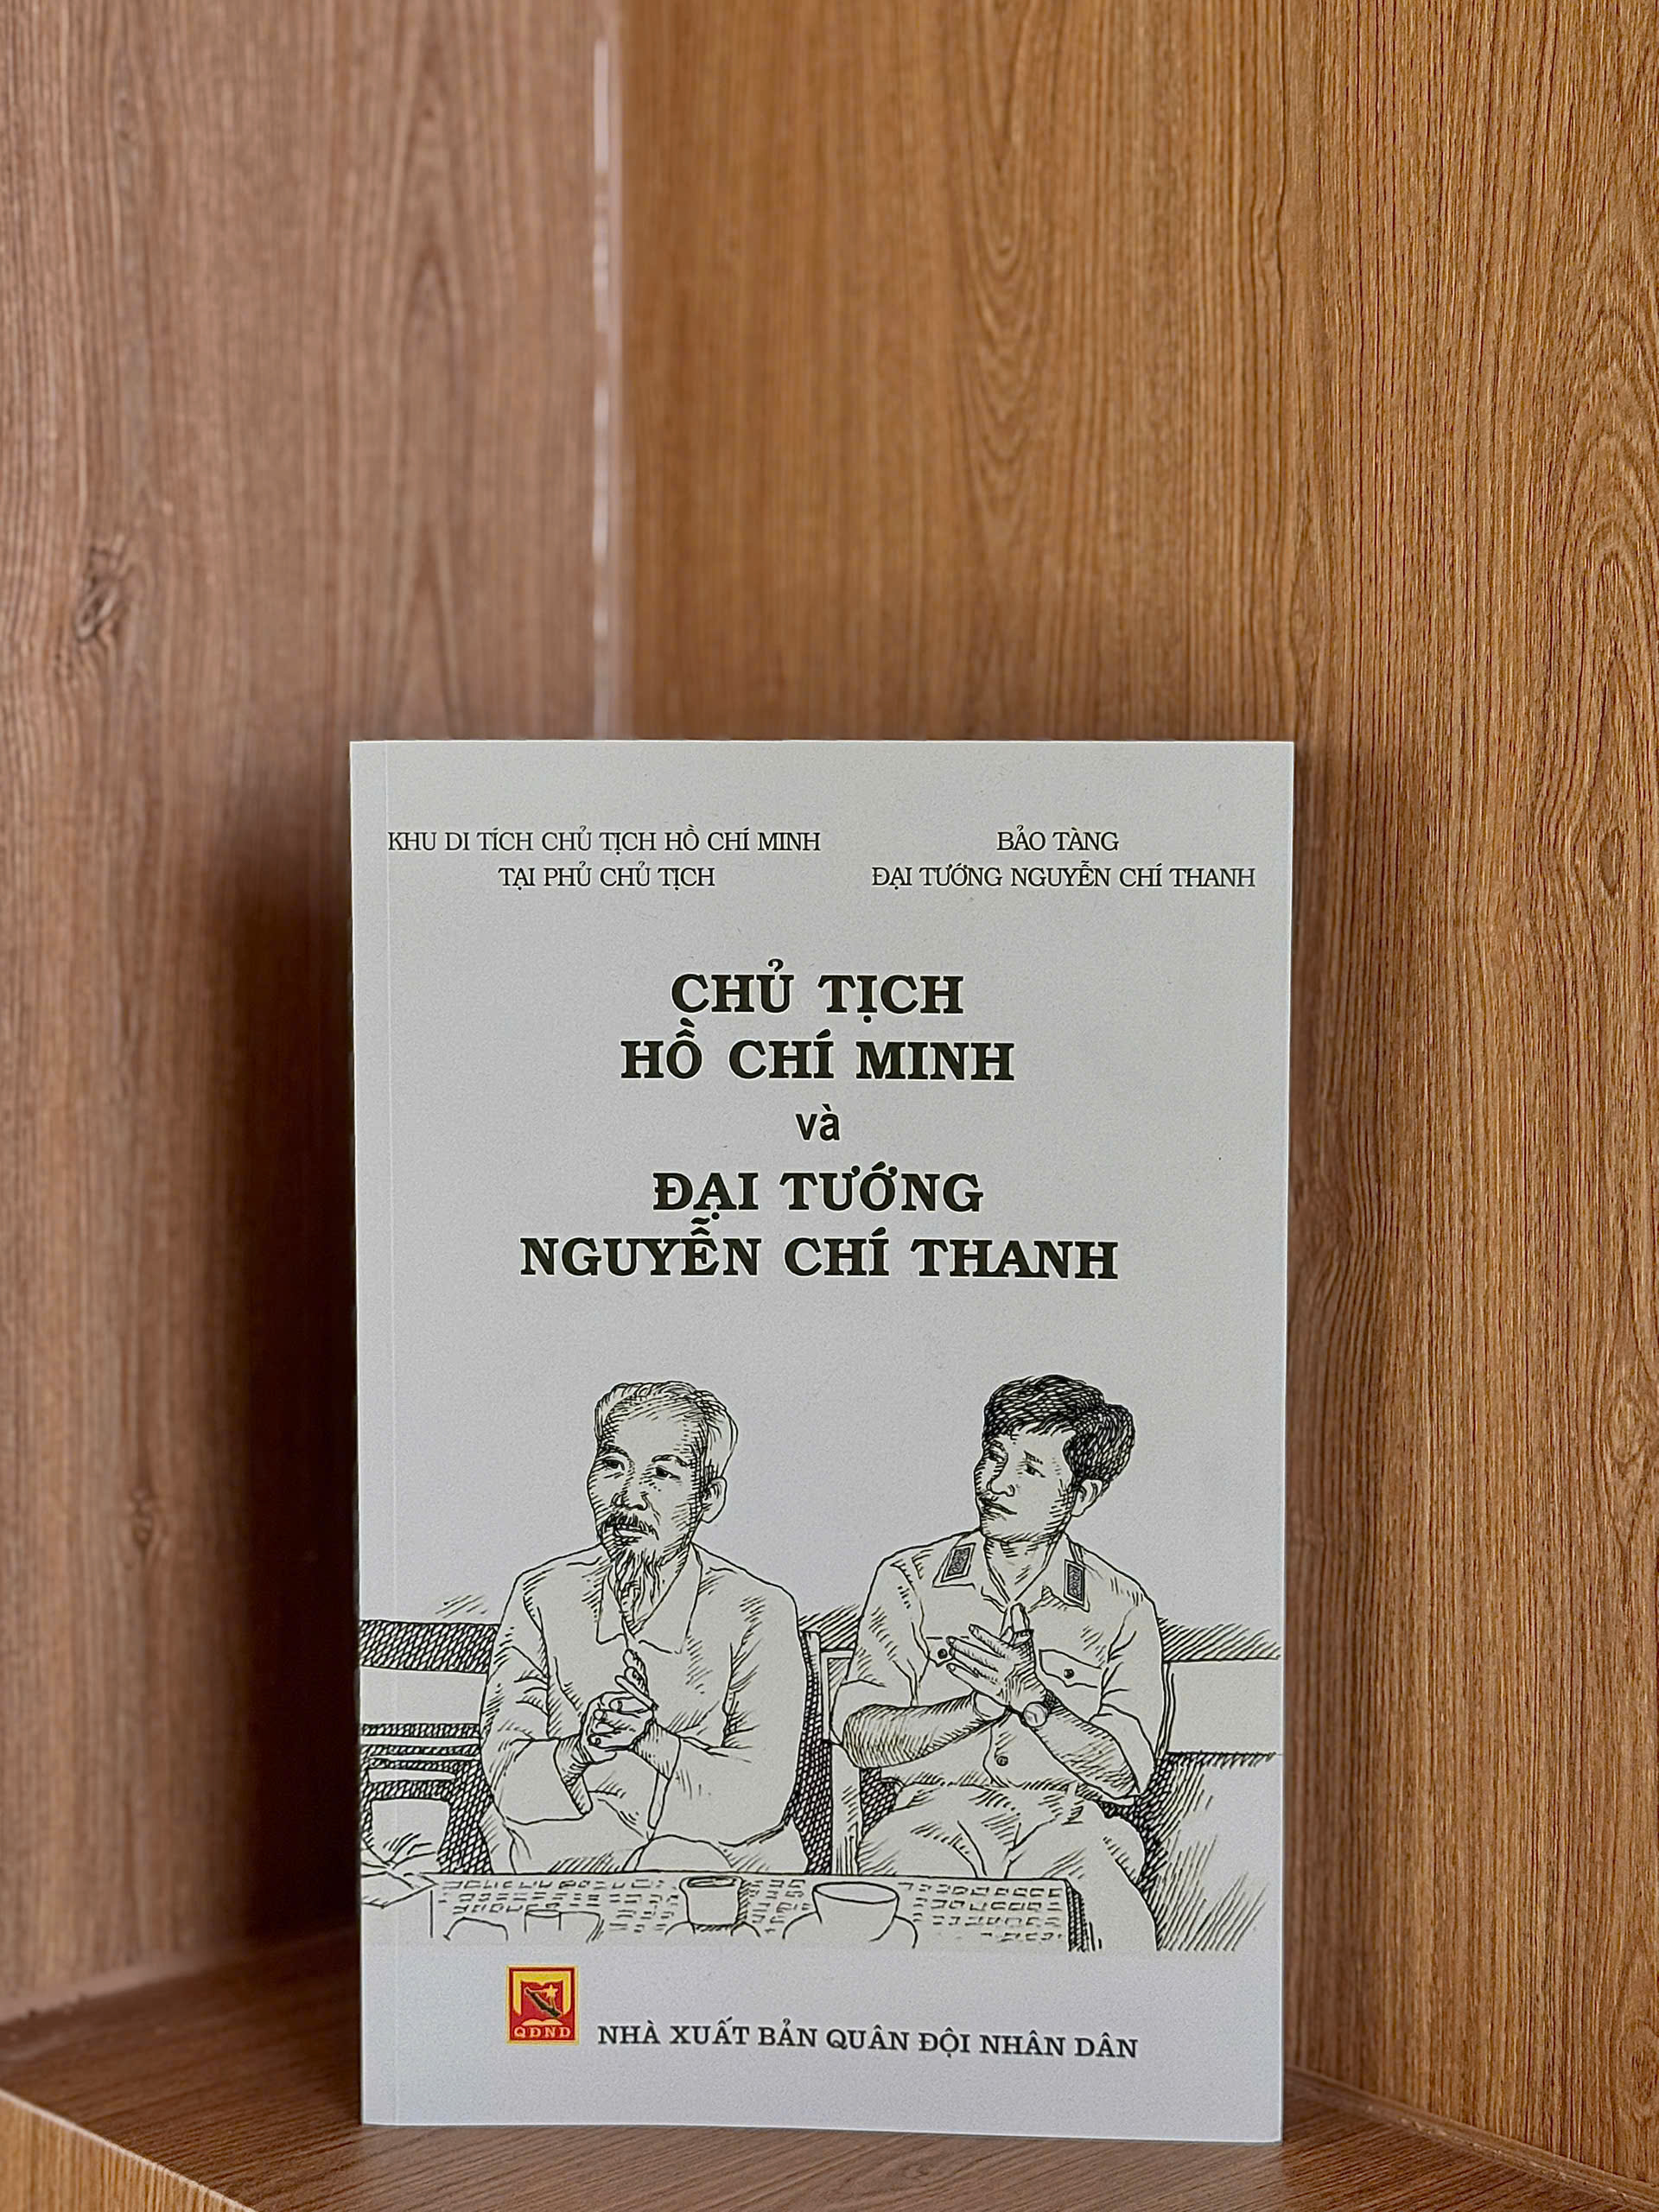 KHU DI TÍCH CHỦ TỊCH HỒ CHÍ MINH
TẠI PHỦ CHỦ TỊCH
BẢO TÀNG
ĐẠI TƯỚNG NGUYỄN CHÍ THANH
CHỦ TỊCH
HỒ CHÍ MINH
và
ĐẠI TƯỚNG
NGUYỄN CHÍ THANH
QĐND
NHÀ XUẤT BẢN QUÂN ĐỘI NHÂN DÂN